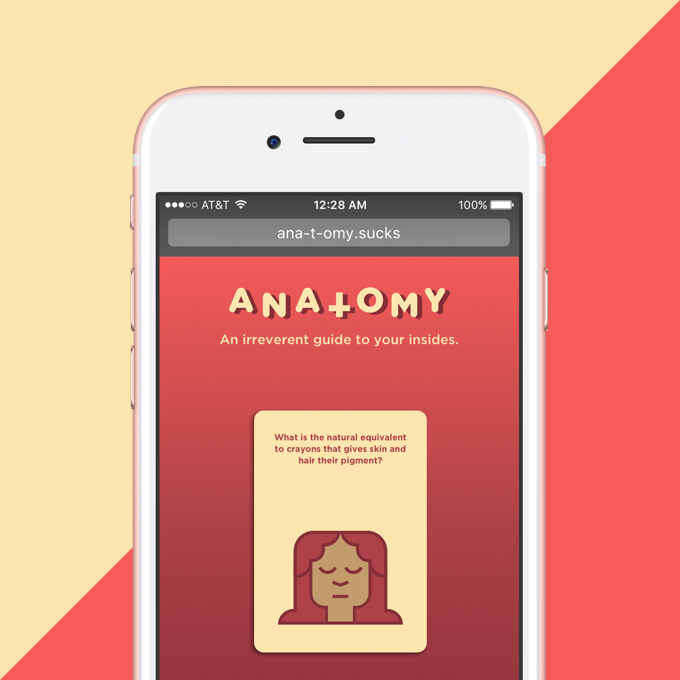 AT&T 12:28 AM 100%
ana-t-omy.sucks
ANAtOMY
An irreverent guide to your insides.
What is the natural equivalent
to crayons that gives skin and
hair their pigment?